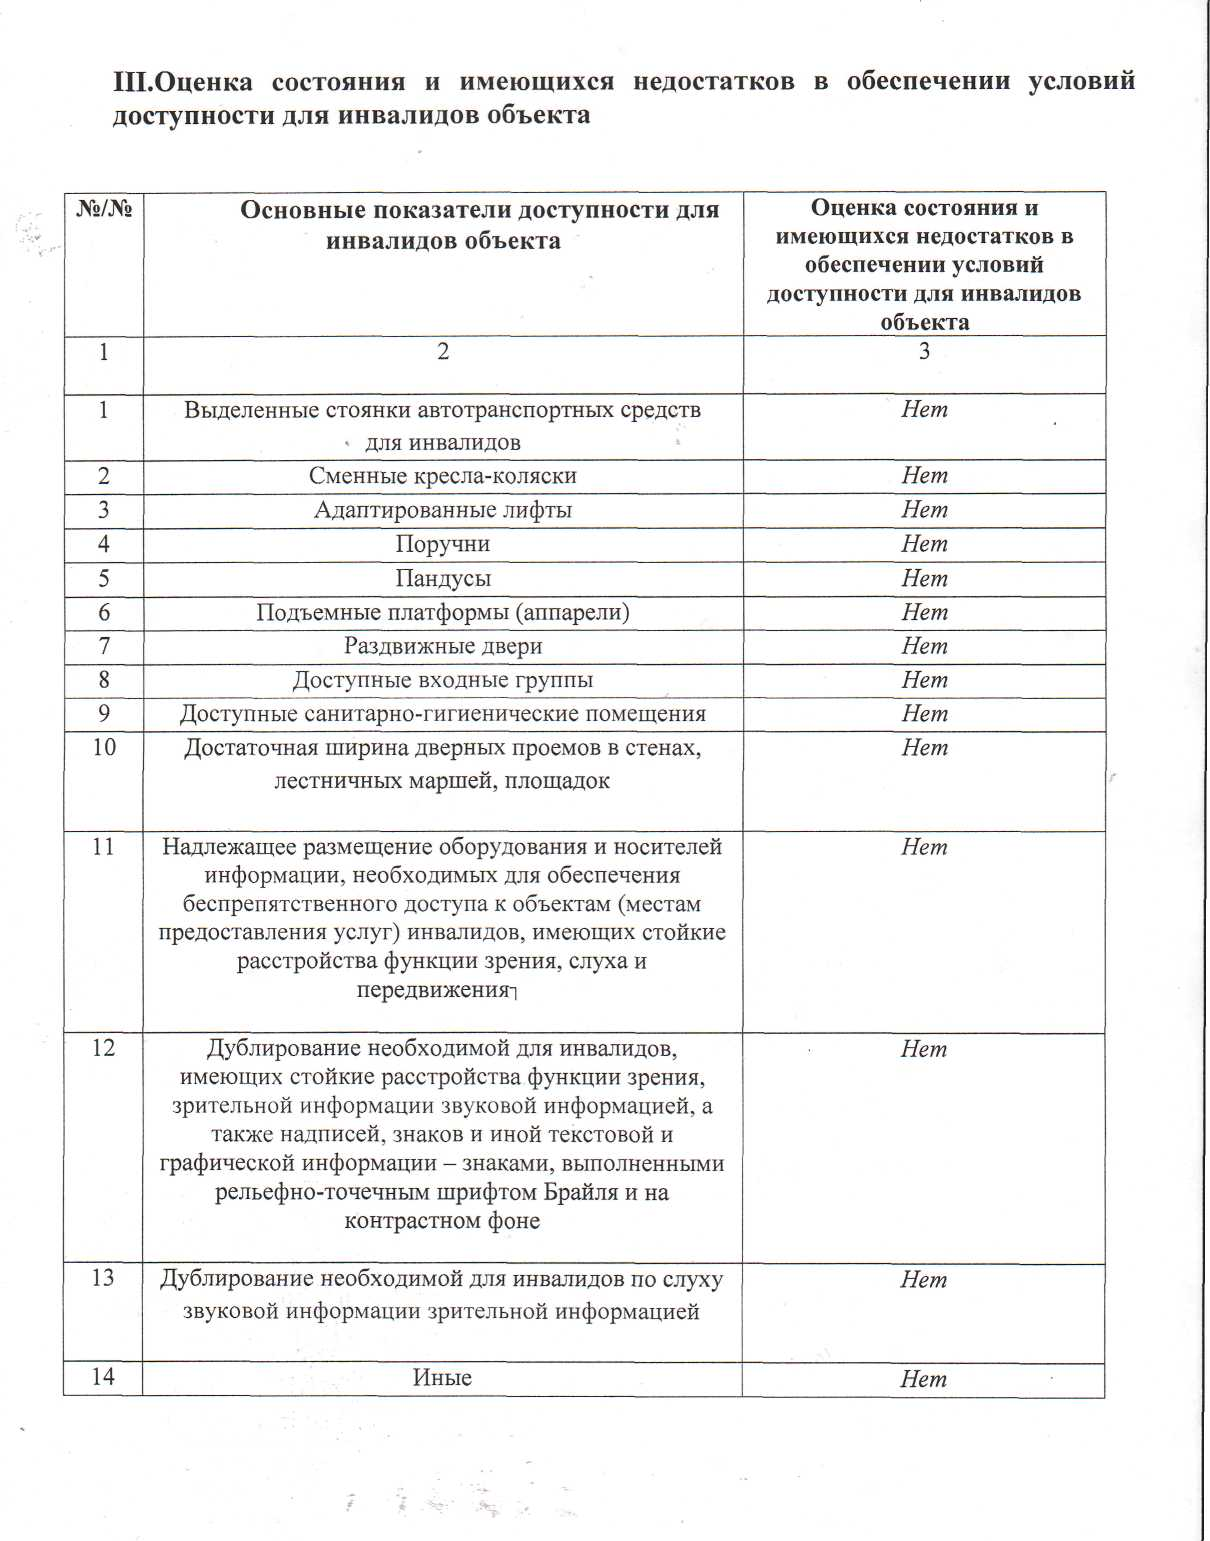 III.Оценка состояния и имеющихся недостатков в обеспечении условий
доступности для инвалидов объекта
№/№
Основные показатели доступности для
инвалидов объекта
Оценка состояния и
имеющихся недостатков в
обеспечении условий
доступности для инвалидов
объекта
1
2
3
1
Выделенные стоянки автотранспортных средств
для инвалидов
Нет
2
Сменные кресла-коляски
Нет
3
Адаптированные лифты
Нет
4
Поручни
Нет
5
Пандусы
Нет
6
Подъемные платформы (аппарели)
Нет
7
Раздвижные двери
Нет
8
Доступные входные группы
Нет
9
Доступные санитарно-гигиенические помещения
Нет
10
Достаточная ширина дверных проемов в стенах,
лестничных маршей, площадок
Нет
11
Надлежащее размещение оборудования и носителей
информации, необходимых для обеспечения
беспрепятственного доступа к объектам (местам
предоставления услуг) инвалидов, имеющих стойкие
расстройства функции зрения, слуха и
передвижения
Нет
12
Дублирование необходимой для инвалидов,
имеющих стойкие расстройства функции зрения,
зрительной информации звуковой информацией, а
также надписей, знаков и иной текстовой и
графической информации – знаками, выполненными
рельефно-точечным шрифтом Брайля и на
контрастном фоне
Нет
13
Дублирование необходимой для инвалидов по слуху
звуковой информации зрительной информацией
Нет
14
Иные
Нет